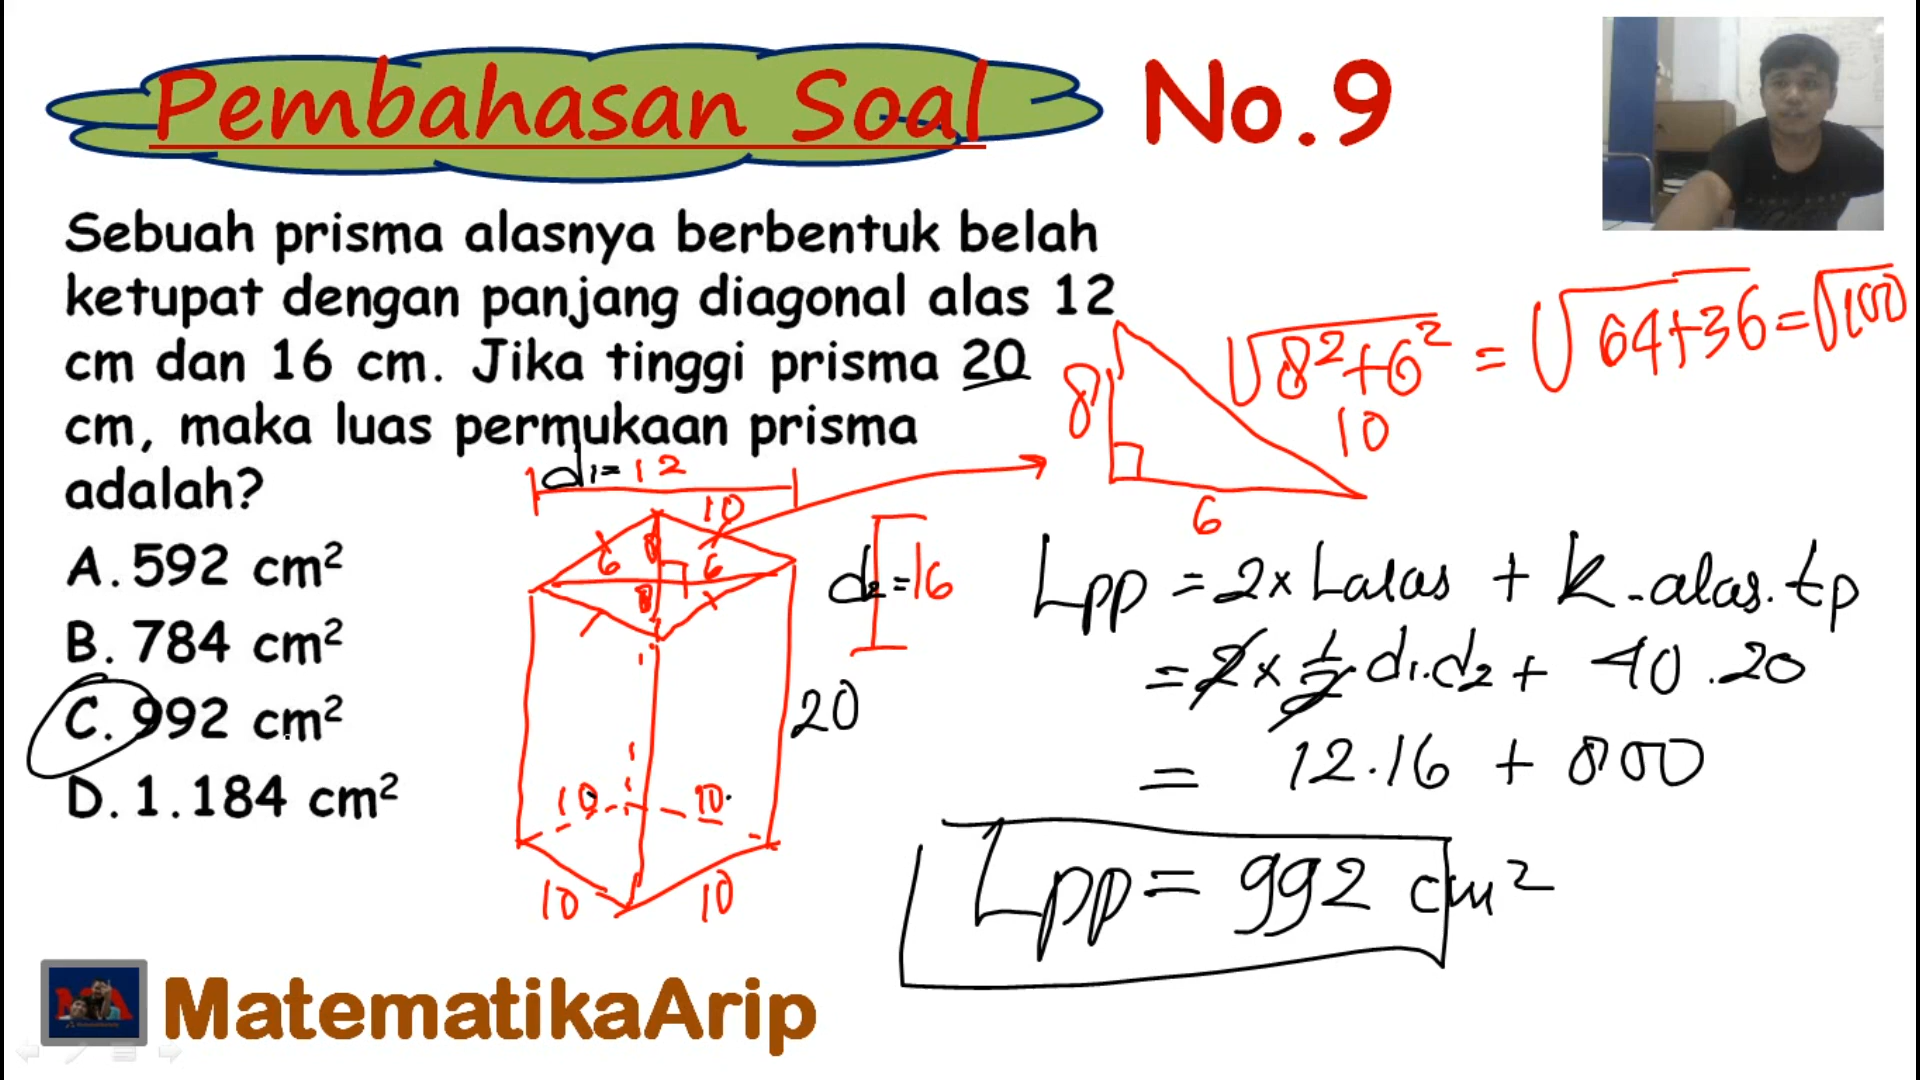 Pembahasan Soal No.9
Sebuah prisma alasnya berbentuk belah
ketupat dengan panjang diagonal alas 12
cm dan 16 cm. Jika tinggi prisma 20
cm, maka luas permukaan prisma
adalah?
A. 592 cm²
B. 784 cm²
C. 992 cm²
D. 1.184 cm²
d1 = 12
10
6 8 6
8
d2 = 16
20
10 10
10 10
8
√8²+6² = √64+36 = √100
10
6
Lpp = 2 x Lalas + K.alas.tp
= 2 x 1/2 d1.d2 + 40.20
= 12.16 + 800
Lpp = 992 cm²
MatematikaArip